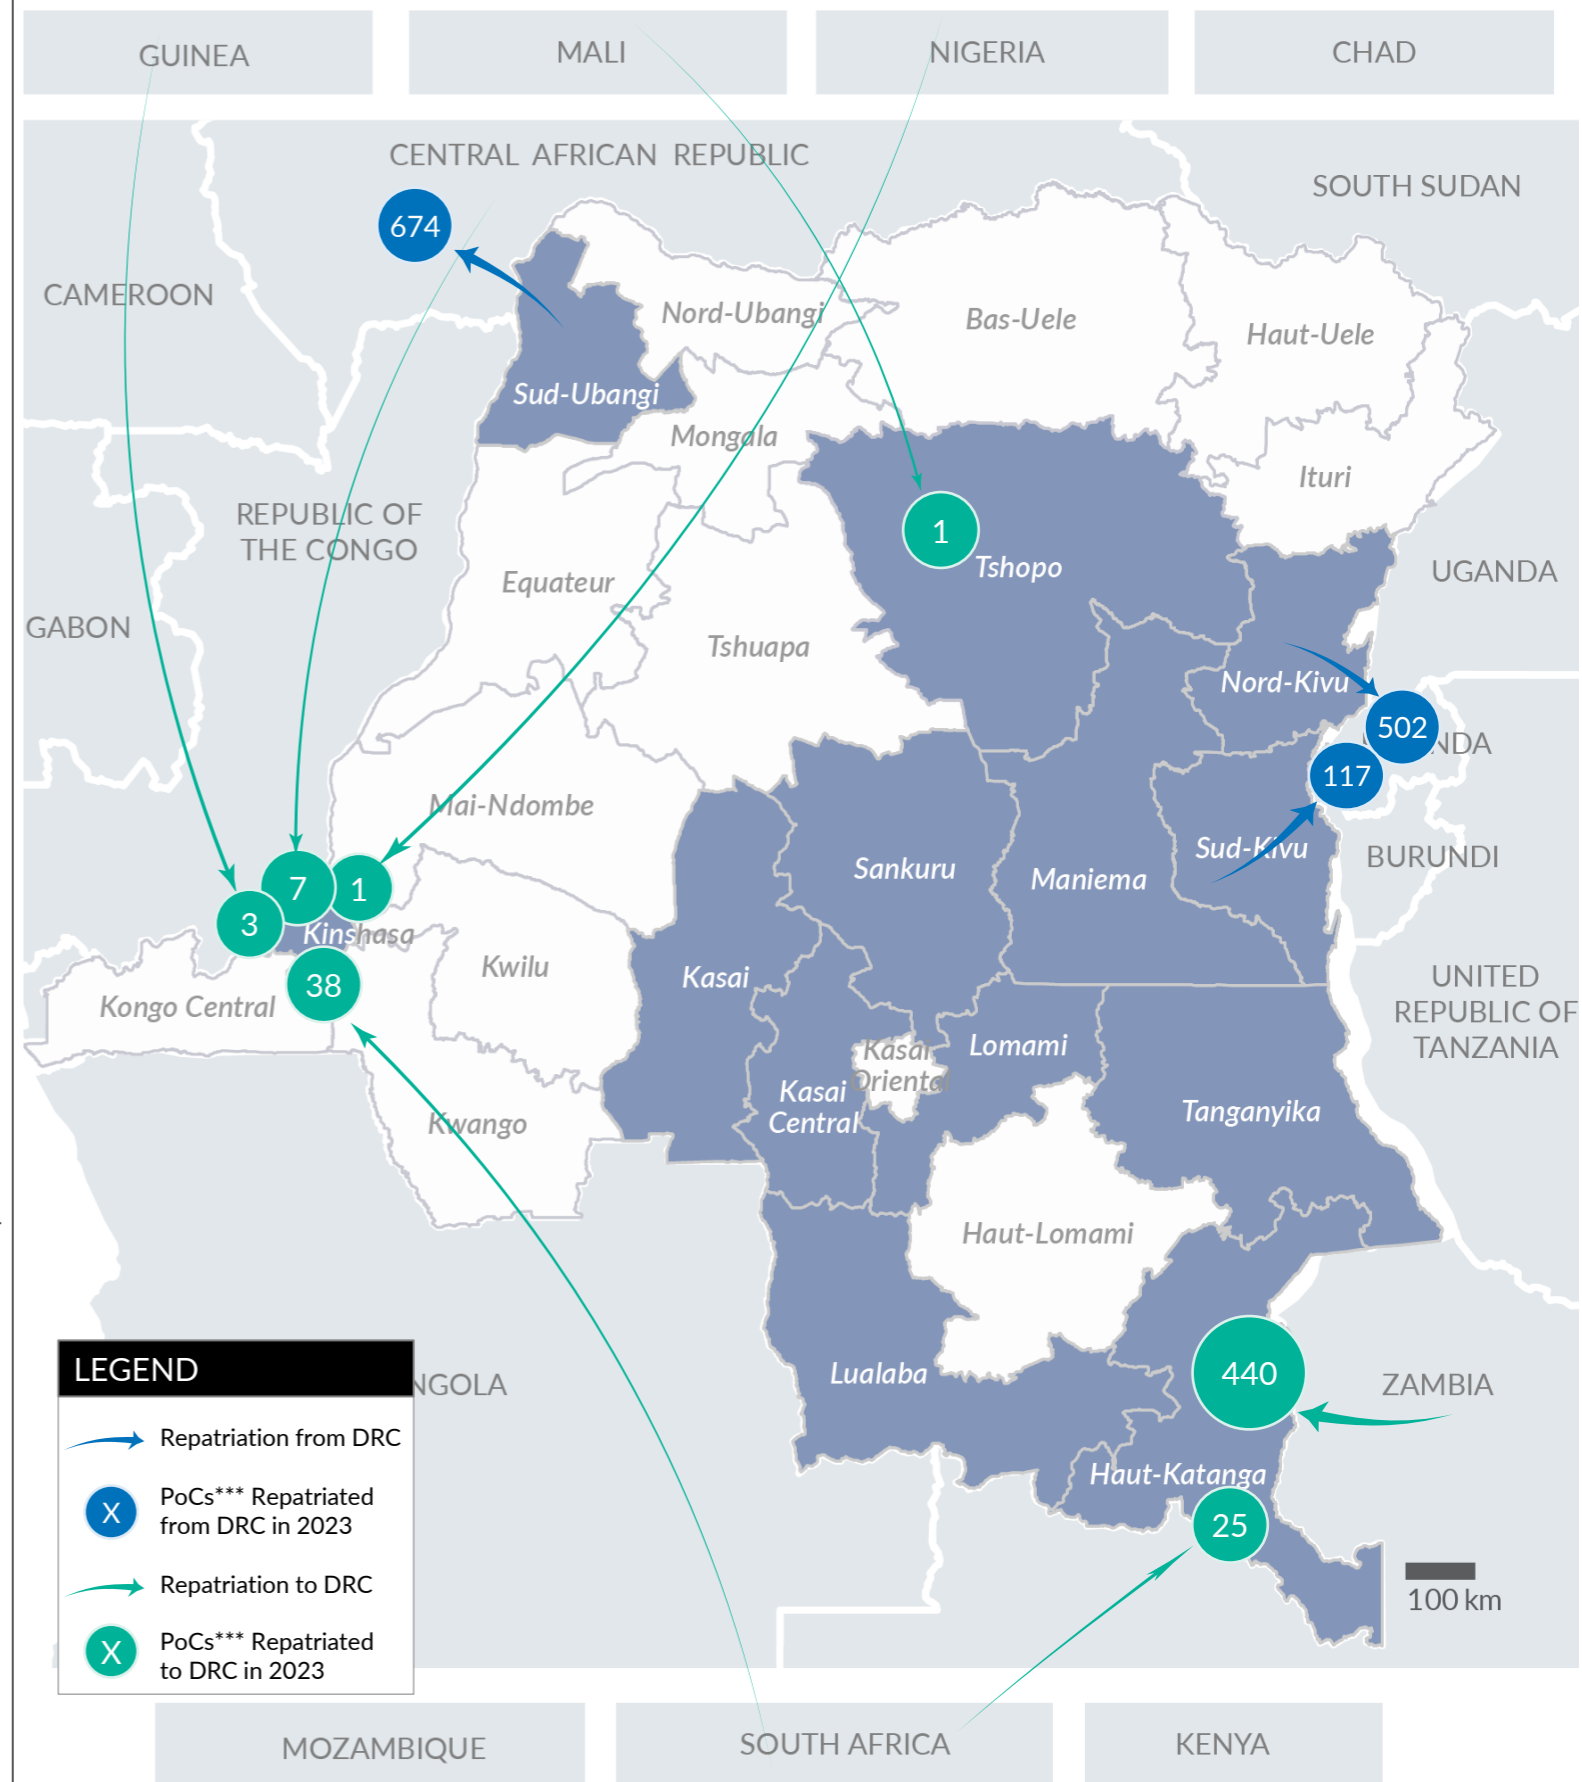 GUINEA
MALI
NIGERIA
CHAD
CENTRAL AFRICAN REPUBLIC
SOUTH SUDAN
674
CAMEROON
Nord-Ubangi
Bas-Uele
Haut-Uele
Sud-Ubangi
Mongala
Ituri
REPUBLIC OF
THE CONGO
1
Tshopo
UGANDA
Equateur
GABON
Tshuapa
Nord-Kivu
502
NDA
117
Mai-Ndombe
Sankuru
Maniema
Sud-Kivu
BURUNDI
7
1
3
Kinshasa
Kwilu
Kasai
38
Kongo Central
UNITED
REPUBLIC OF
TANZANIA
Lomami
Kasai
Oriental
Kasai
Central
Tanganyika
Kwango
Haut-Lomami
440
Lualaba
ZAMBIA
NGOLA
Haut-Katanga
25
LEGEND
Repatriation from DRC
X
PoCs*** Repatriated
from DRC in 2023
Repatriation to DRC
X
PoCs*** Repatriated
to DRC in 2023
100 km
MOZAMBIQUE
SOUTH AFRICA
KENYA